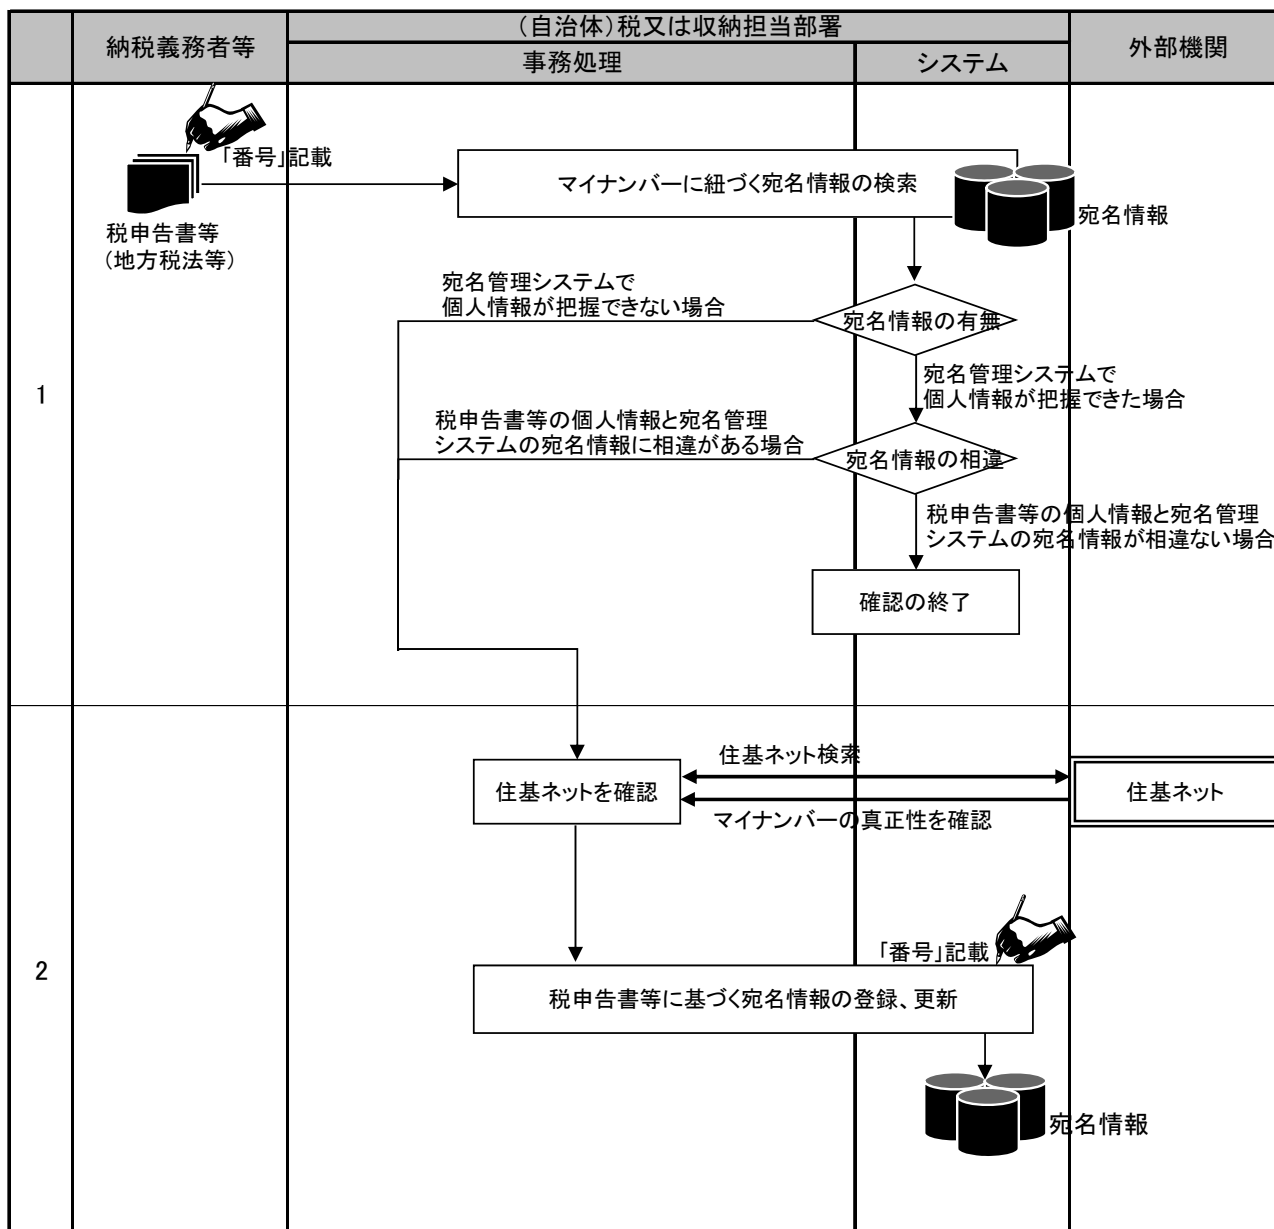 納税義務者等
（自治体）税又は収納担当部署
外部機関
事務処理
システム
1
「番号」記載
税申告書等
（地方税法等）
マイナンバーに紐づく宛名情報の検索
宛名情報
宛名管理システムで
個人情報が把握できない場合
宛名情報の有無
宛名管理システムで
個人情報が把握できた場合
税申告書等の個人情報と宛名管理
システムの宛名情報に相違がある場合
宛名情報の相違
税申告書等の個人情報と宛名管理
システムの宛名情報が相違ない場合
確認の終了
2
住基ネットを確認
住基ネット検索
マイナンバーの真正性を確認
住基ネット
「番号」記載
税申告書等に基づく宛名情報の登録、更新
宛名情報